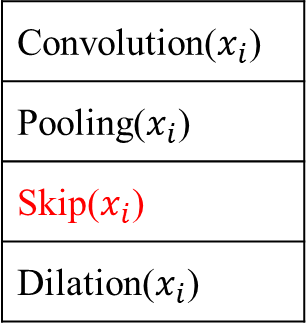 Convolution(xᵢ)
Pooling(xᵢ)
Skip(xᵢ)
Dilation(xᵢ)